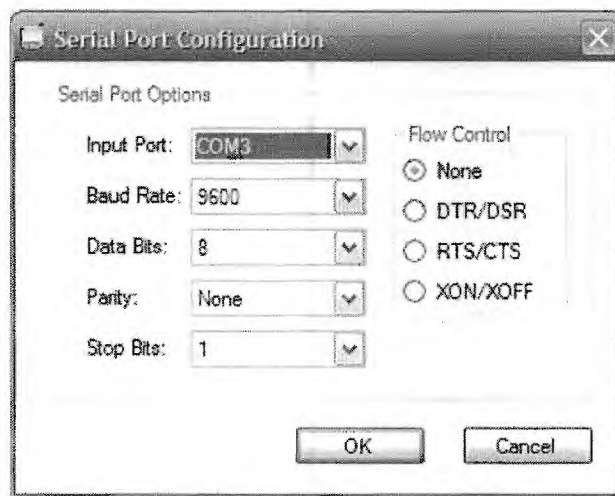 Serial Port Configuration
Serial Port Options
Input Port: COM3
Baud Rate: 9600
Data Bits: 8
Parity: None
Stop Bits: 1
Flow Control
None
DTR/DSR
RTS/CTS
XON/XOFF
OK
Cancel